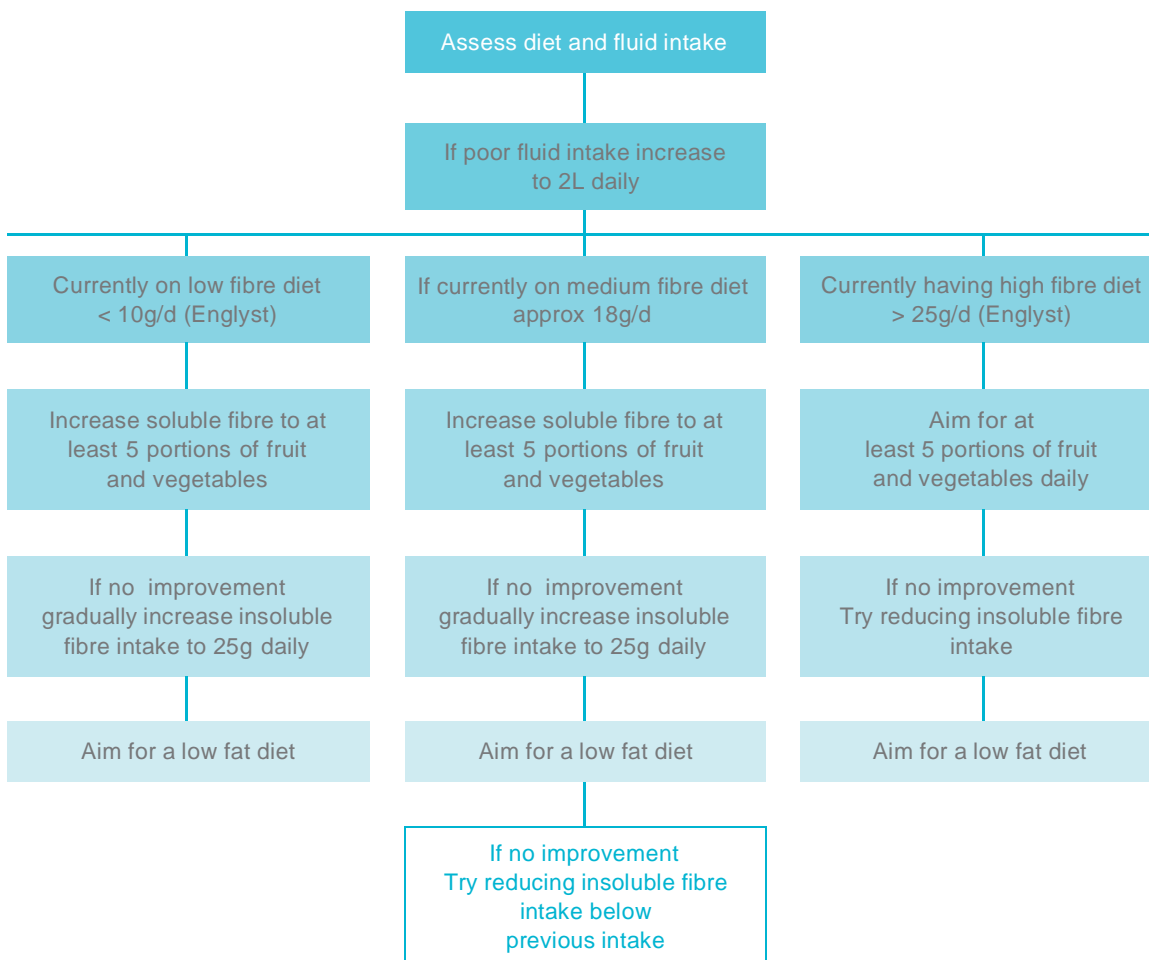 Assess diet and fluid intake
If poor fluid intake increase
to 2L daily
Currently on low fibre diet
< 10g/d (Englyst)
If currently on medium fibre diet
approx 18g/d
Currently having high fibre diet
> 25g/d (Englyst)
Increase soluble fibre to at
least 5 portions of fruit
and vegetables
Increase soluble fibre to at
least 5 portions of fruit
and vegetables
Aim for at
least 5 portions of fruit
and vegetables daily
If no improvement
gradually increase insoluble
fibre intake to 25g daily
If no improvement
gradually increase insoluble
fibre intake to 25g daily
If no improvement
Try reducing insoluble fibre
intake
Aim for a low fat diet
Aim for a low fat diet
Aim for a low fat diet
If no improvement
Try reducing insoluble fibre
intake below
previous intake